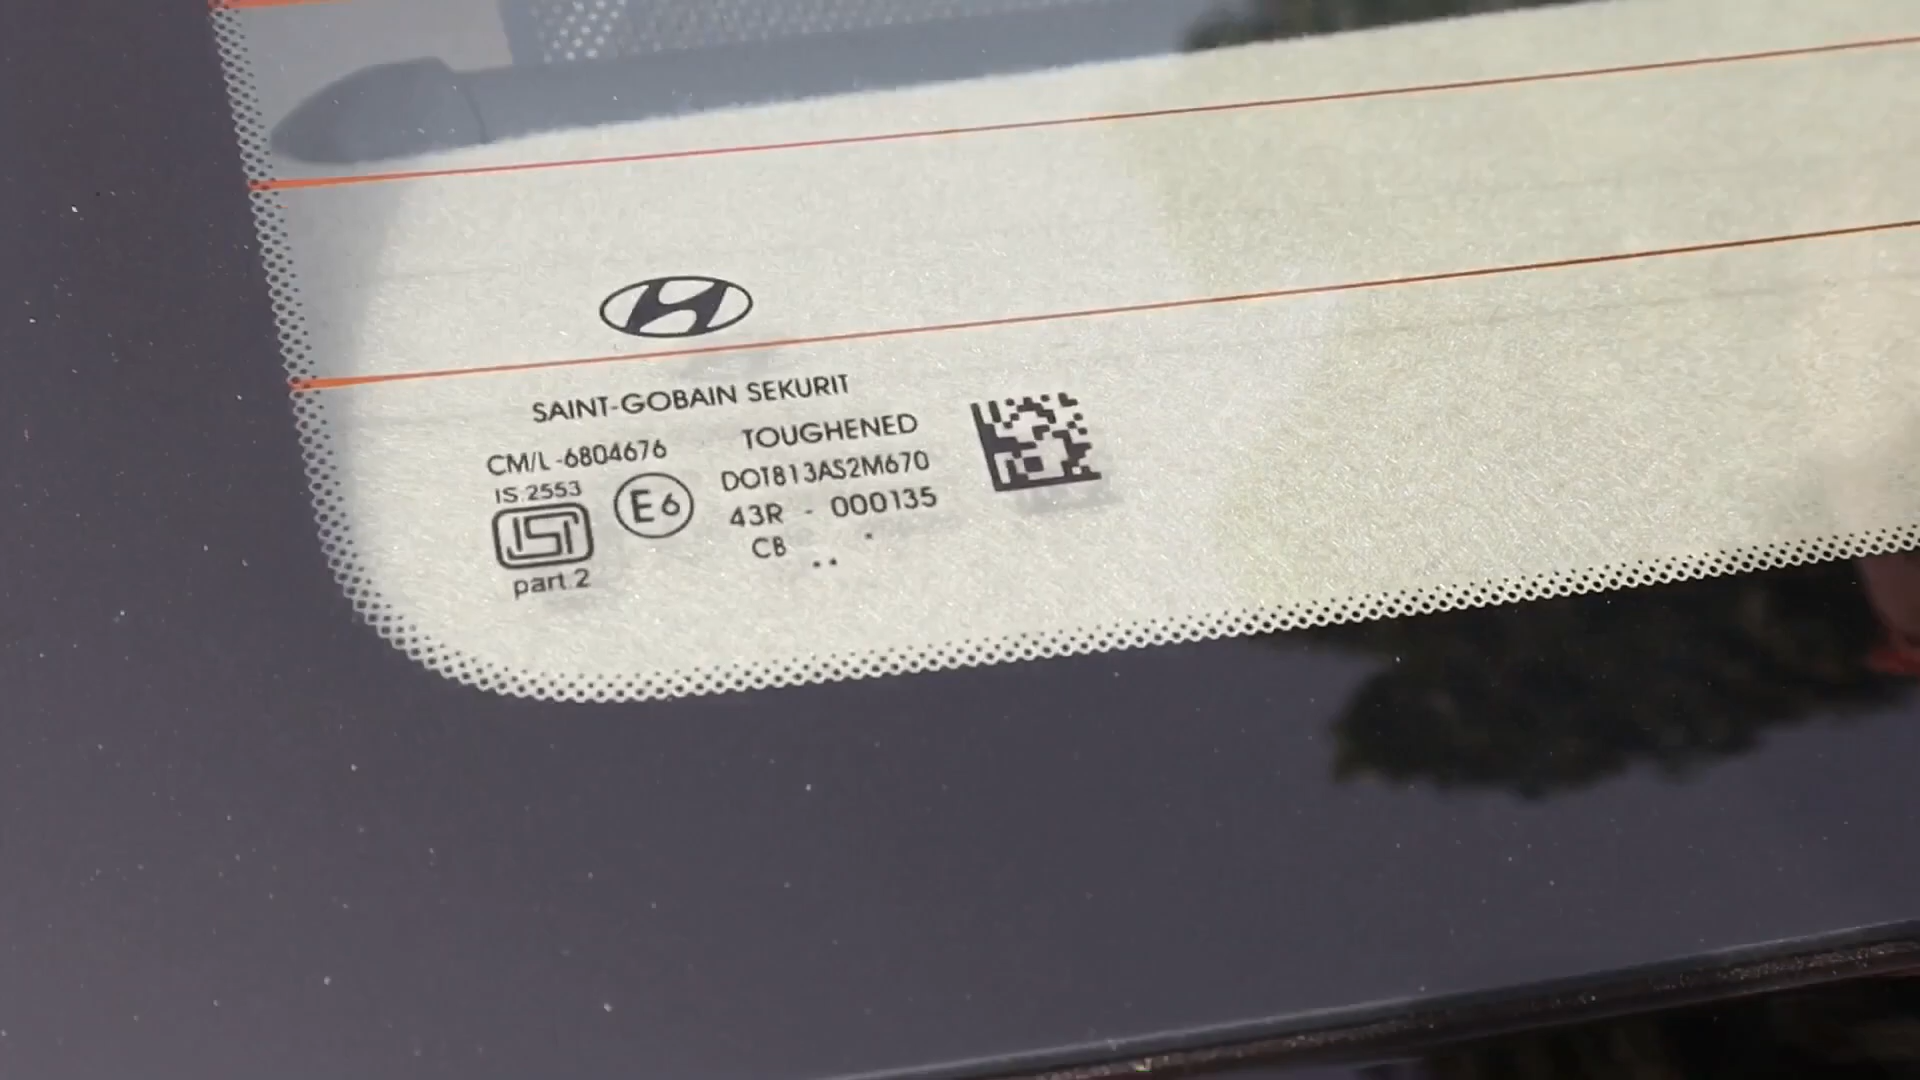 SAINT-GOBAIN SEKURIT
CM/L -6804676
TOUGHENED
IS:2553
E6
DOT813AS2M670
43R - 000135
CB
part.2